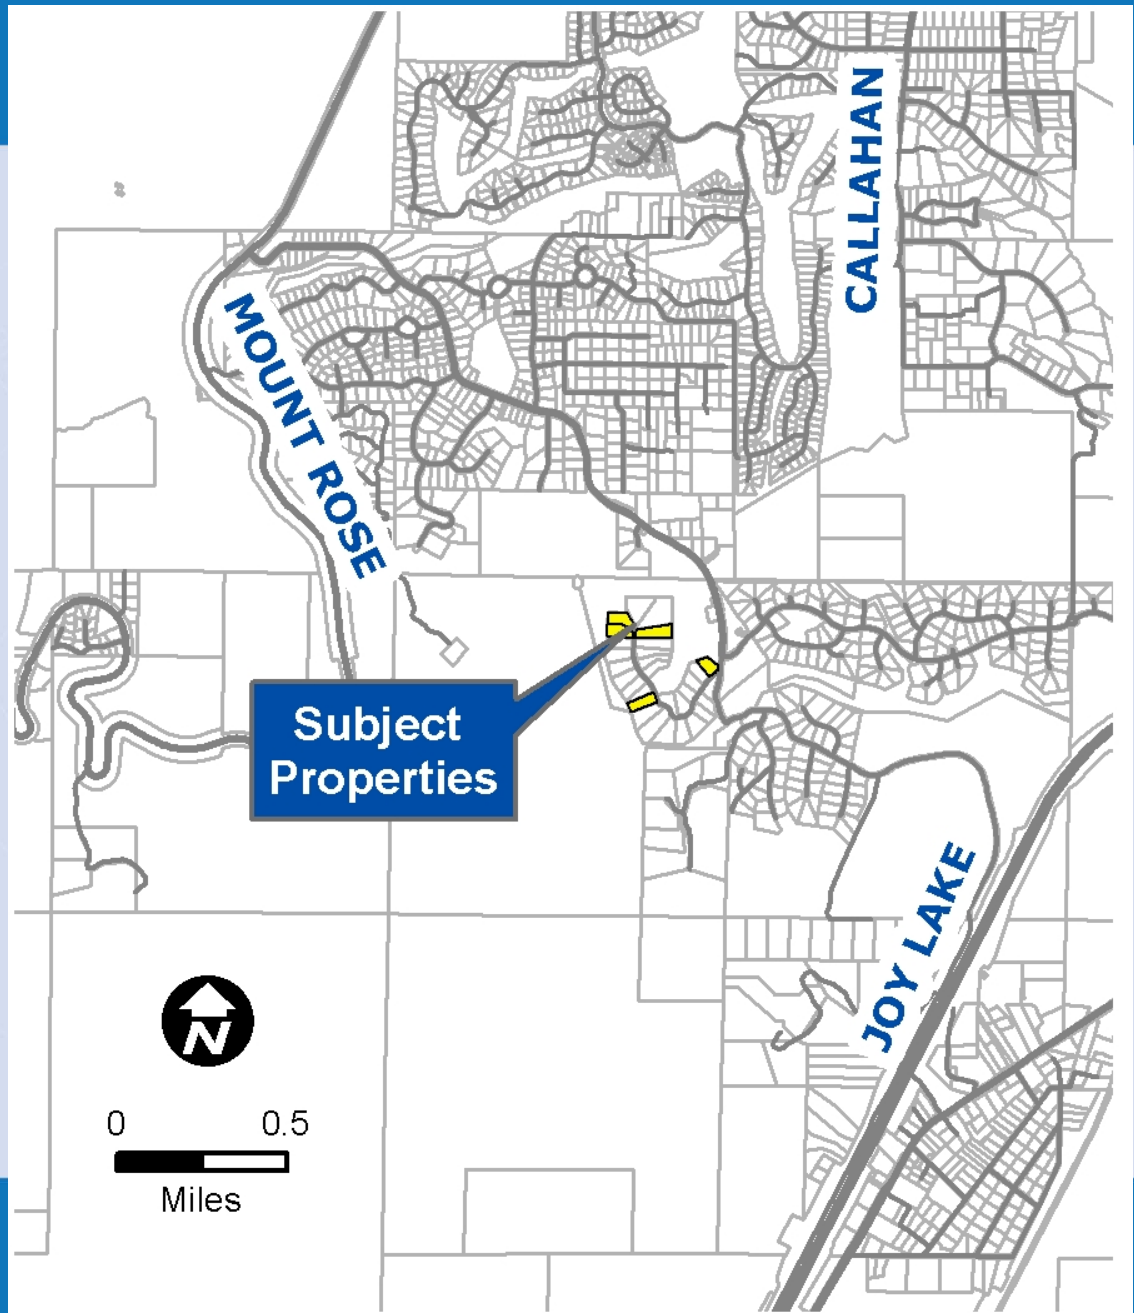 CALLAHAN
MOUNT ROSE
Subject
Properties
JOY LAKE
N
0 0.5
Miles